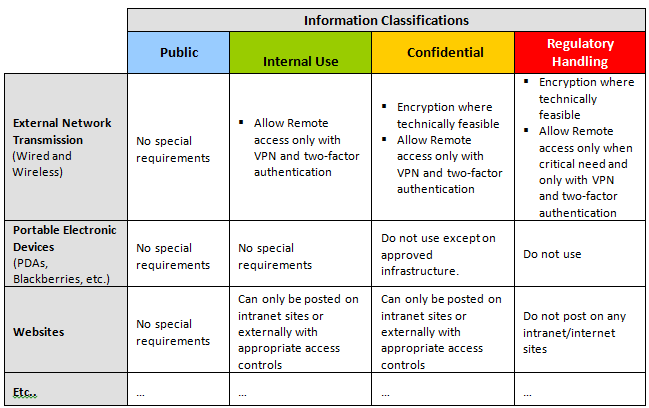 Information Classifications
Public
Internal Use
Confidential
Regulatory
Handling
External Network
Transmission
(Wired and
Wireless)
No special
requirements
▪ Allow Remote
access only with
VPN and two-factor
authentication
▪ Encryption where
technically feasible
▪ Allow Remote
access only with
VPN and two-factor
authentication
▪ Encryption where
technically
feasible
▪ Allow Remote
access only when
critical need and
only with VPN
and two-factor
authentication
Portable Electronic
Devices
(PDAs,
Blackberries, etc.)
No special
requirements
No special
requirements
Do not use except on
approved
infrastructure.
Do not use
Websites
No special
requirements
Can only be posted on
intranet sites or
externally with
appropriate access
controls
Can only be posted on
intranet sites or
externally with
appropriate access
controls
Do not post on any
intranet/internet
sites
Etc..
...
...
...
...